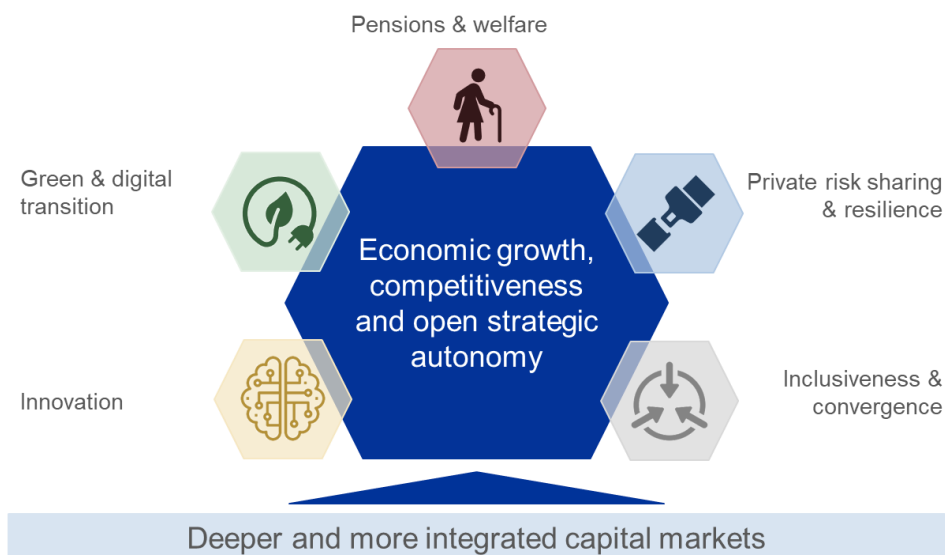 Pensions & welfare
Green & digital
transition
Private risk sharing
& resilience
Economic growth,
competitiveness
and open strategic
autonomy
Innovation
Inclusiveness &
convergence
Deeper and more integrated capital markets